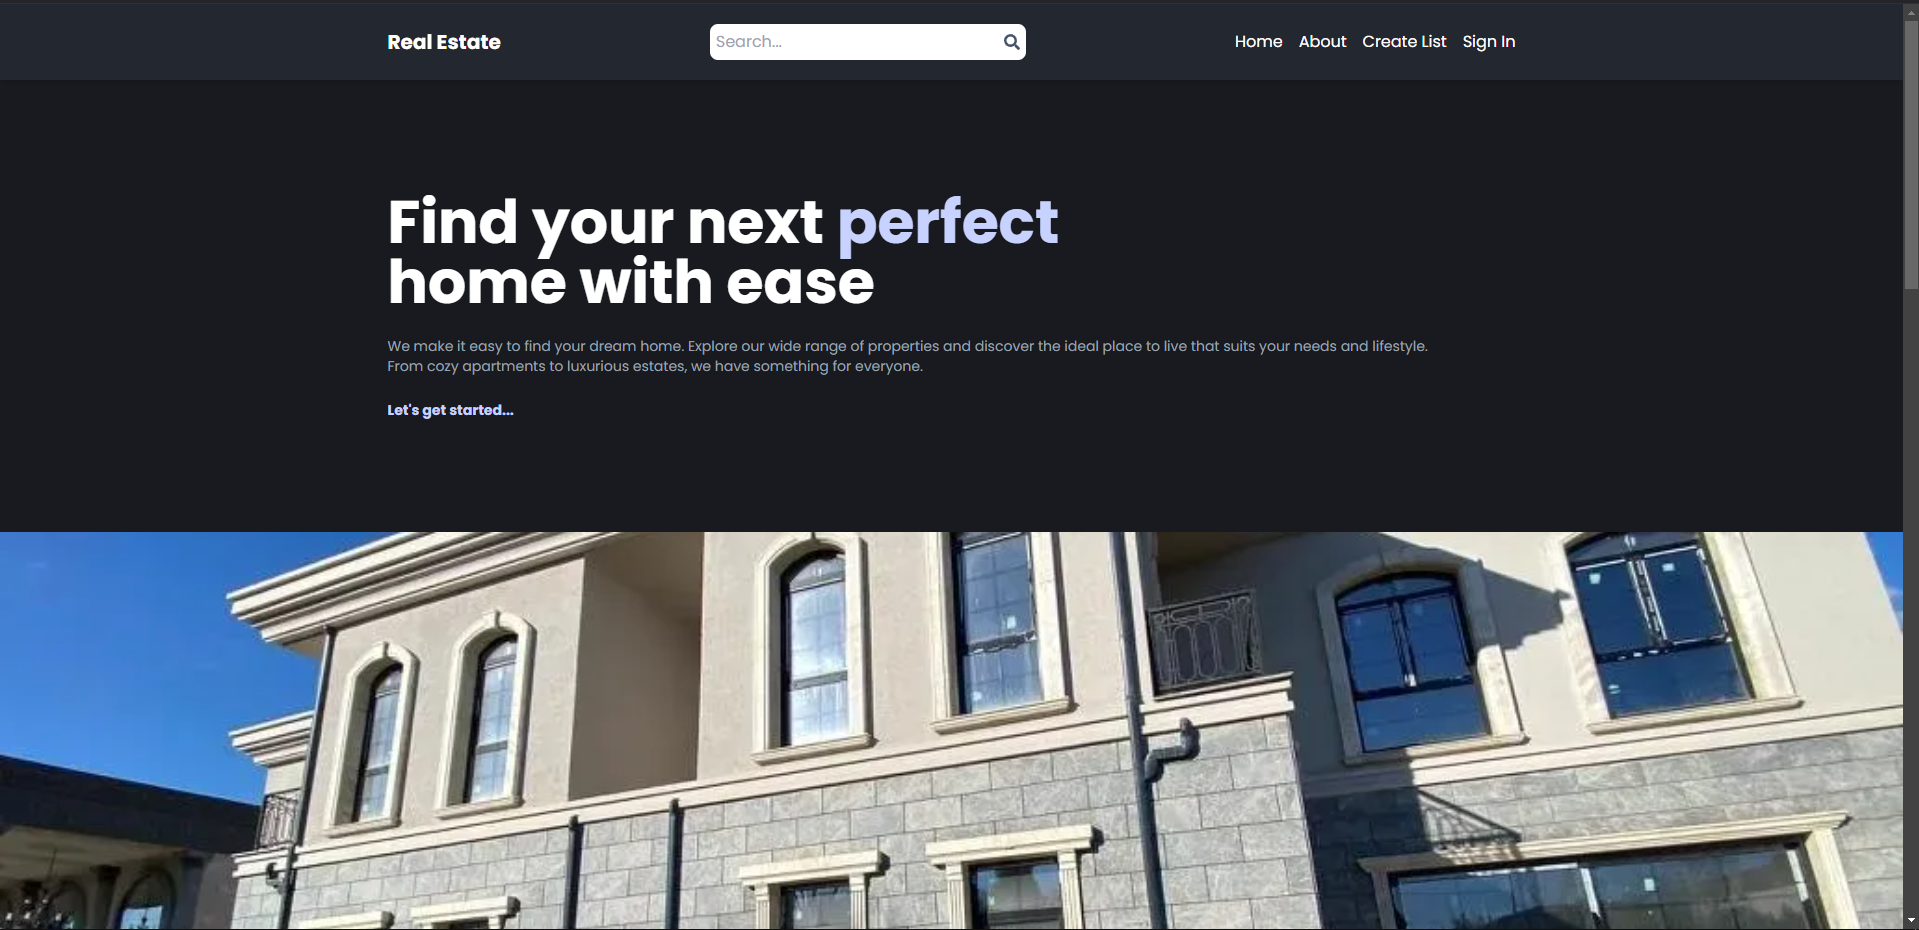 Real Estate
Search...
Home About Create List Sign In
Find your next perfect
home with ease
We make it easy to find your dream home. Explore our wide range of properties and discover the ideal place to live that suits your needs and lifestyle.
From cozy apartments to luxurious estates, we have something for everyone.
Let's get started...